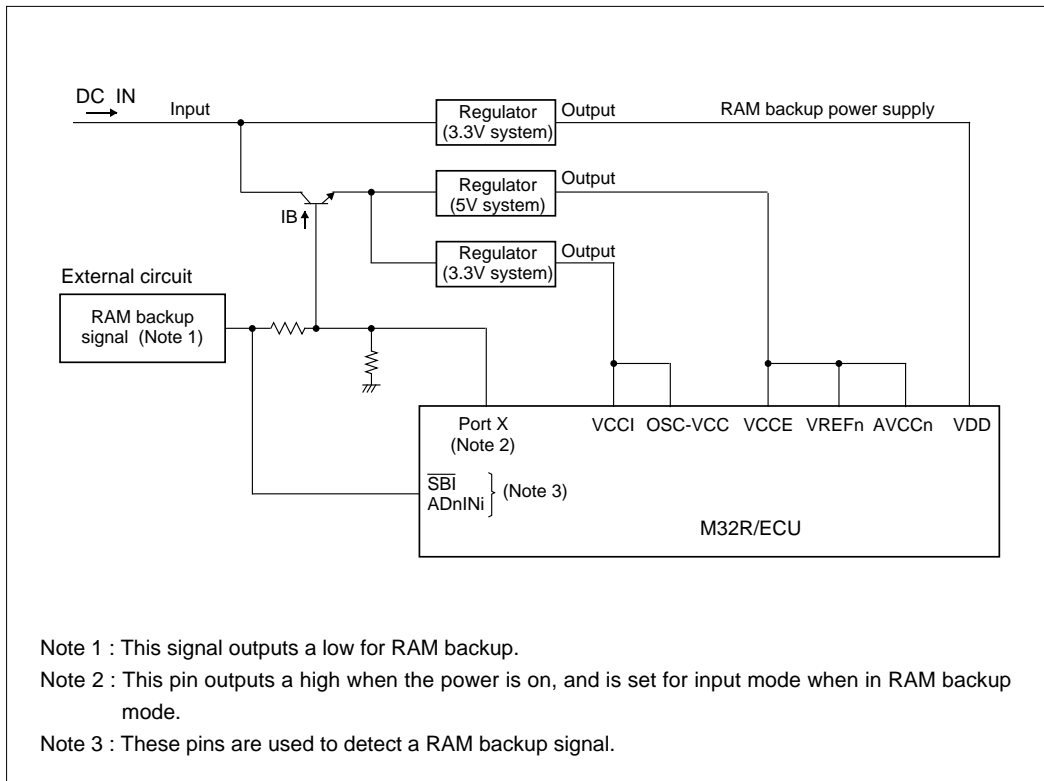 DC IN
Input
Regulator
(3.3V system)
Output
RAM backup power supply
Regulator
(5V system)
Output
IB
Regulator
(3.3V system)
Output
External circuit
RAM backup
signal (Note 1)
Port X
(Note 2)
VCCI OSC-VCC VCCE VREFn AVCCn VDD
SBI
ADnINi
(Note 3)
M32R/ECU
Note 1 : This signal outputs a low for RAM backup.
Note 2 : This pin outputs a high when the power is on, and is set for input mode when in RAM backup
mode.
Note 3 : These pins are used to detect a RAM backup signal.